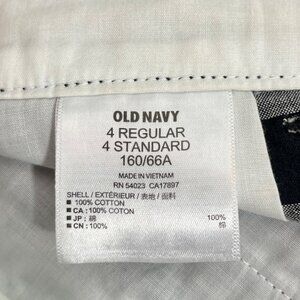 OLD NAVY
4 REGULAR
4 STANDARD
160/66A
MADE IN VIETNAM
RN 54023 CA17897
SHELL / EXTÉRIEUR / 表地 / 面料
■ 100% COTTON
■ CA : 100% COTON
■ JP : 綿 100%
■ CN : 100% 棉